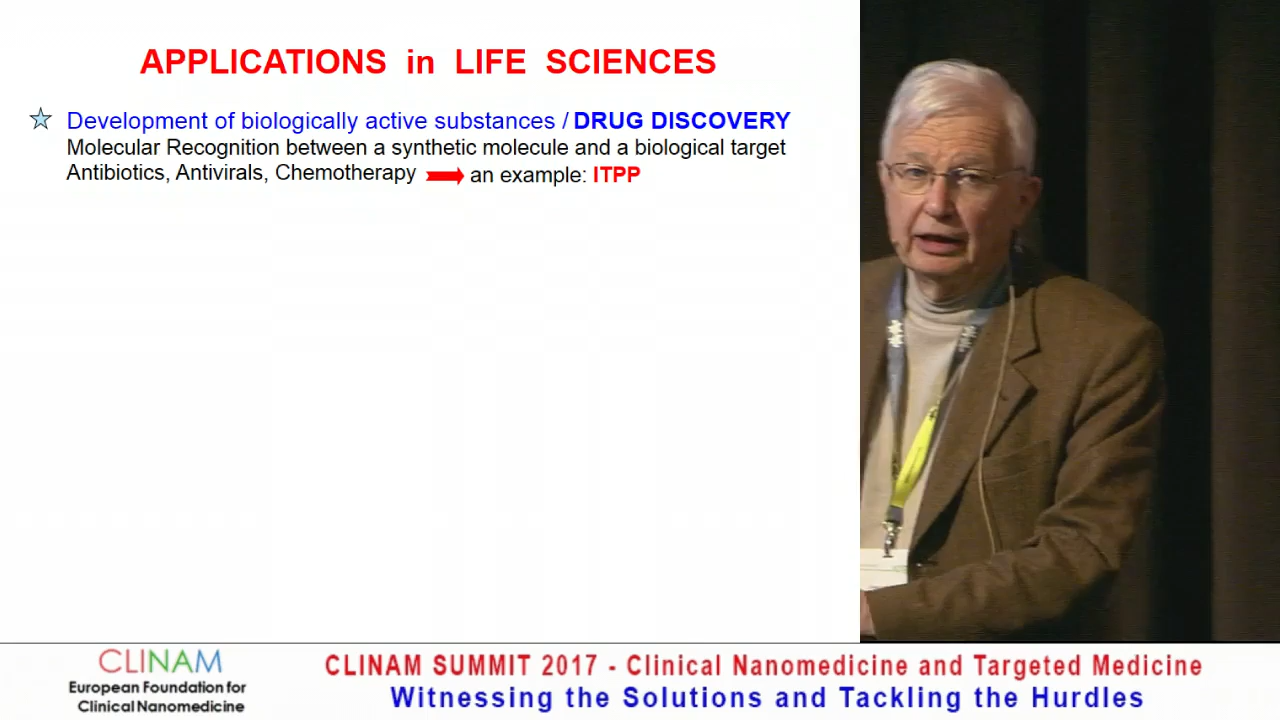 APPLICATIONS in LIFE SCIENCES
Development of biologically active substances / DRUG DISCOVERY
Molecular Recognition between a synthetic molecule and a biological target
Antibiotics, Antivirals, Chemotherapy an example: ITPP
CLINAM
European Foundation for
Clinical Nanomedicine
CLINAM SUMMIT 2017 - Clinical Nanomedicine and Targeted Medicine
Witnessing the Solutions and Tackling the Hurdles